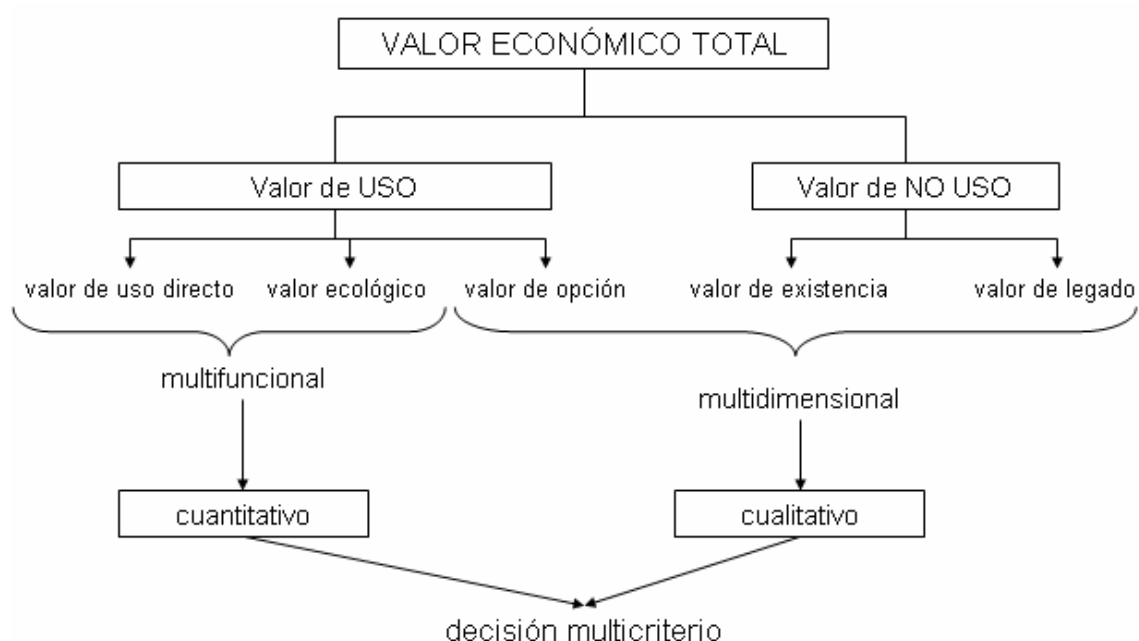 VALOR ECONÓMICO TOTAL
Valor de USO
Valor de NO USO
valor de uso directo
valor ecológico
valor de opción
valor de existencia
valor de legado
multifuncional
multidimensional
cuantitativo
cualitativo
decisión multicriterio